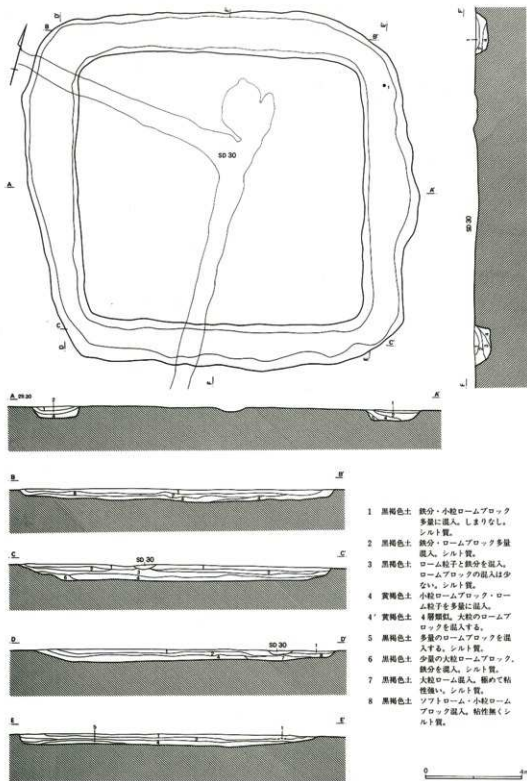 D
F
E
B
B'
F'
1
SD 30
A
A'
SD 30
C
C'
D
E
F
F
A 29.30
A'
B
B'
SD 30
C
C'
SD 30
D
D'
E
E'
1 黒褐色土 鉄分・小粒ロームブロック
多量に混入。しまりなし。
シルト質。
2 黒褐色土 鉄分・ロームブロック多量
混入。シルト質。
3 黒褐色土 ローム粒子と鉄分を混入。
ロームブロックの混入は少
ない。シルト質。
4 黄褐色土 小粒ロームブロック・ロー
ム粒子を多量に混入。
4' 黄褐色土 4層類似。大粒のロームブ
ロックを混入する。
5 黒褐色土 多量のロームブロックを混
入する。シルト質。
6 黒褐色土 少量の大粒ロームブロック、
鉄分を混入。シルト質。
7 黒褐色土 大粒ローム混入。極めて粘
性強い。シルト質。
8 黒褐色土 ソフトローム・小粒ローム
ブロック混入。粘性無くシ
ルト質。
0